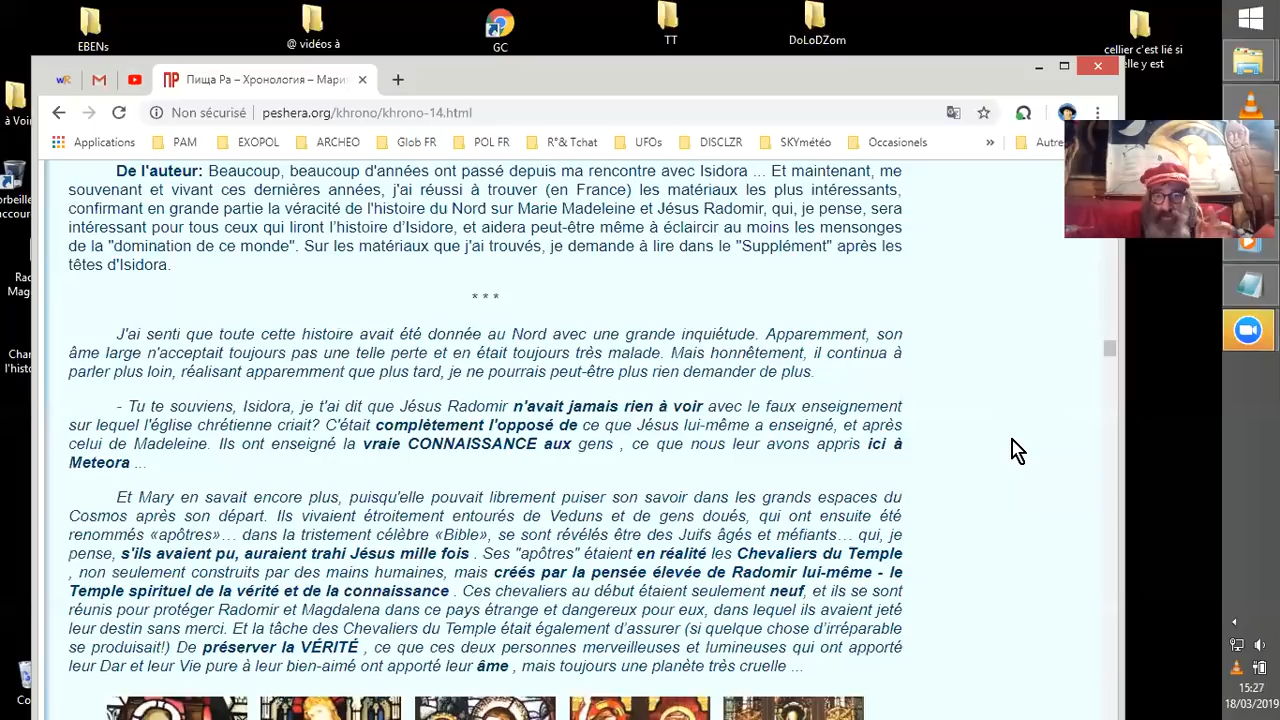 EBENs
@ vidéos à
GC
TT
DoLoDZom
cellier c'est lié si
elle y est
Пища Ра – Хронология – Мари
Non sécurisé peshera.org/khrono/khrono-14.html
Applications PAM EXOPOL ARCHEO Glob FR POL FR R°& Tchat UFOs DISCLZR SKYmétéo Occasionels » Autre
à Voir
De l'auteur: Beaucoup, beaucoup d'années ont passé depuis ma rencontre avec Isidora ... Et maintenant, me
souvenant et vivant ces dernières années, j'ai réussi à trouver (en France) les matériaux les plus intéressants,
confirmant en grande partie la véracité de l'histoire du Nord sur Marie Madeleine et Jésus Radomir, qui, je pense, sera
intéressant pour tous ceux qui liront l'histoire d'Isidore, et aidera peut-être même à éclaircir au moins les mensonges
de la "domination de ce monde". Sur les matériaux que j'ai trouvés, je demande à lire dans le "Supplément" après les
têtes d'Isidora.
* * *
J'ai senti que toute cette histoire avait été donnée au Nord avec une grande inquiétude. Apparemment, son
âme large n'acceptait toujours pas une telle perte et en était toujours très malade. Mais honnêtement, il continua à
parler plus loin, réalisant apparemment que plus tard, je ne pourrais peut-être plus rien demander de plus.
- Tu te souviens, Isidora, je t'ai dit que Jésus Radomir n'avait jamais rien à voir avec le faux enseignement
sur lequel l'église chrétienne criait? C'était complètement l'opposé de ce que Jésus lui-même a enseigné, et après
celui de Madeleine. Ils ont enseigné la vraie CONNAISSANCE aux gens , ce que nous leur avons appris ici à
Meteora ...
Et Mary en savait encore plus, puisqu'elle pouvait librement puiser son savoir dans les grands espaces du
Cosmos après son départ. Ils vivaient étroitement entourés de Veduns et de gens doués, qui ont ensuite été
renommés «apôtres»... dans la tristement célèbre «Bible», se sont révélés être des Juifs âgés et méfiants... qui, je
pense, s'ils avaient pu, auraient trahi Jésus mille fois . Ses "apôtres" étaient en réalité les Chevaliers du Temple
, non seulement construits par des mains humaines, mais créés par la pensée élevée de Radomir lui-même - le
Temple spirituel de la vérité et de la connaissance . Ces chevaliers au début étaient seulement neuf, et ils se sont
réunis pour protéger Radomir et Magdalena dans ce pays étrange et dangereux pour eux, dans lequel ils avaient jeté
leur destin sans merci. Et la tâche des Chevaliers du Temple était également d'assurer (si quelque chose d'irréparable
se produisait!) De préserver la VÉRITÉ , ce que ces deux personnes merveilleuses et lumineuses qui ont apporté
leur Dar et leur Vie pure à leur bien-aimé ont apporté leur âme , mais toujours une planète très cruelle ...
15:27
18/03/2019